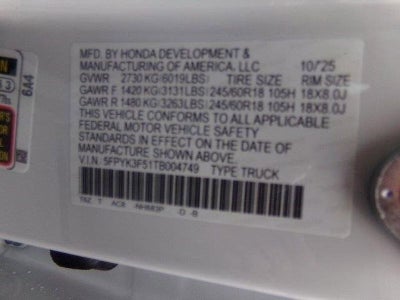 MFD. BY HONDA DEVELOPMENT &
MANUFACTURING OF AMERICA, LLC 10/'25
GVWR 2730 KG(6019LBS) TIRE SIZE RIM SIZE
GAWR F 1420 KG(3131LBS) 245/60R18 105H 18X8.0J
GAWR R 1480 KG(3263LBS) 245/60R18 105H 18X8.0J
THIS VEHICLE CONFORMS TO ALL APPLICABLE
FEDERAL MOTOR VEHICLE SAFETY
STANDARDS IN EFFECT ON THE DATE OF
MANUFACTURE SHOWN ABOVE.
V.I.N. 5FPYK3F51TB004749 TYPE TRUCK
6A4